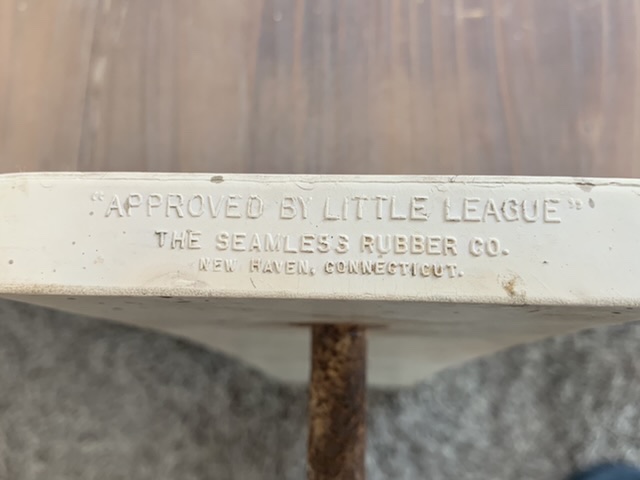 "APPROVED BY LITTLE LEAGUE"
THE SEAMLESS RUBBER CO.
NEW HAVEN, CONNECTICUT.